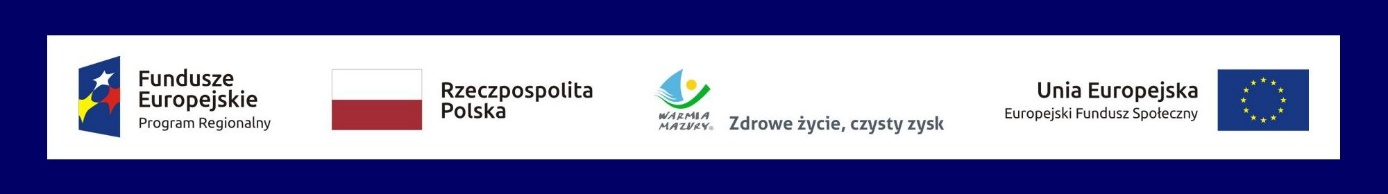 Fundusze
Europejskie
Program Regionalny
Rzeczpospolita
Polska
WARMIA
MAZURY®
Zdrowe życie, czysty zysk
Unia Europejska
Europejski Fundusz Społeczny